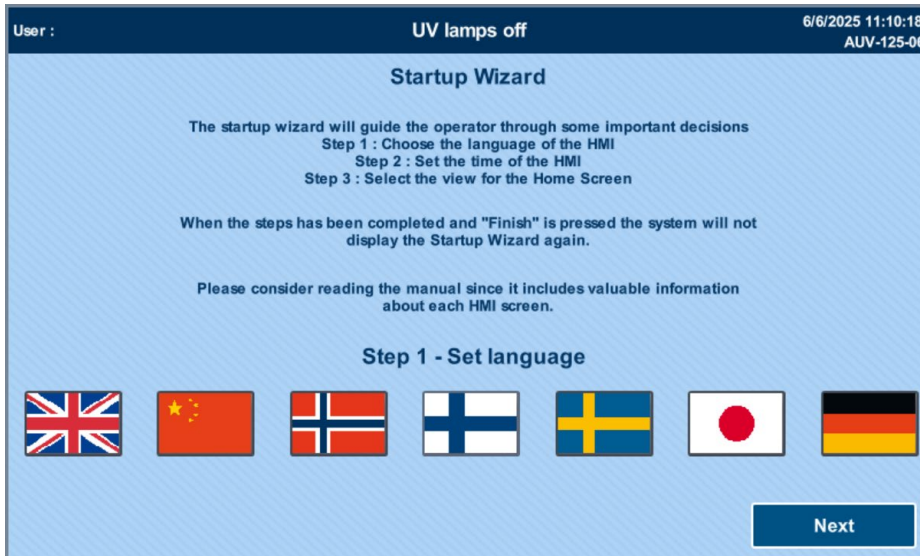 User :
UV lamps off
6/6/2025 11:10:18
AUV-125-06
Startup Wizard
The startup wizard will guide the operator through some important decisions
Step 1 : Choose the language of the HMI
Step 2 : Set the time of the HMI
Step 3 : Select the view for the Home Screen
When the steps has been completed and "Finish" is pressed the system will not
display the Startup Wizard again.
Please consider reading the manual since it includes valuable information
about each HMI screen.
Step 1 - Set language
Next